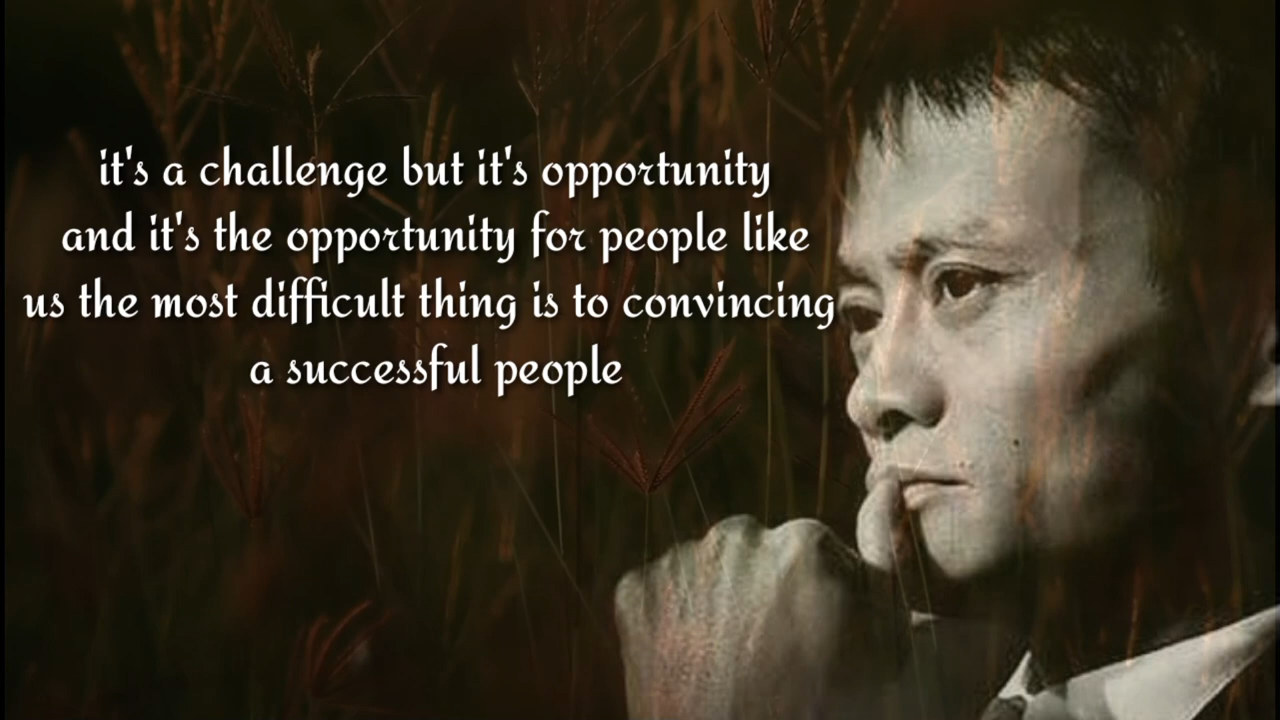 it's a challenge but it's opportunity
and it's the opportunity for people like
us the most difficult thing is to convincing
a successful people